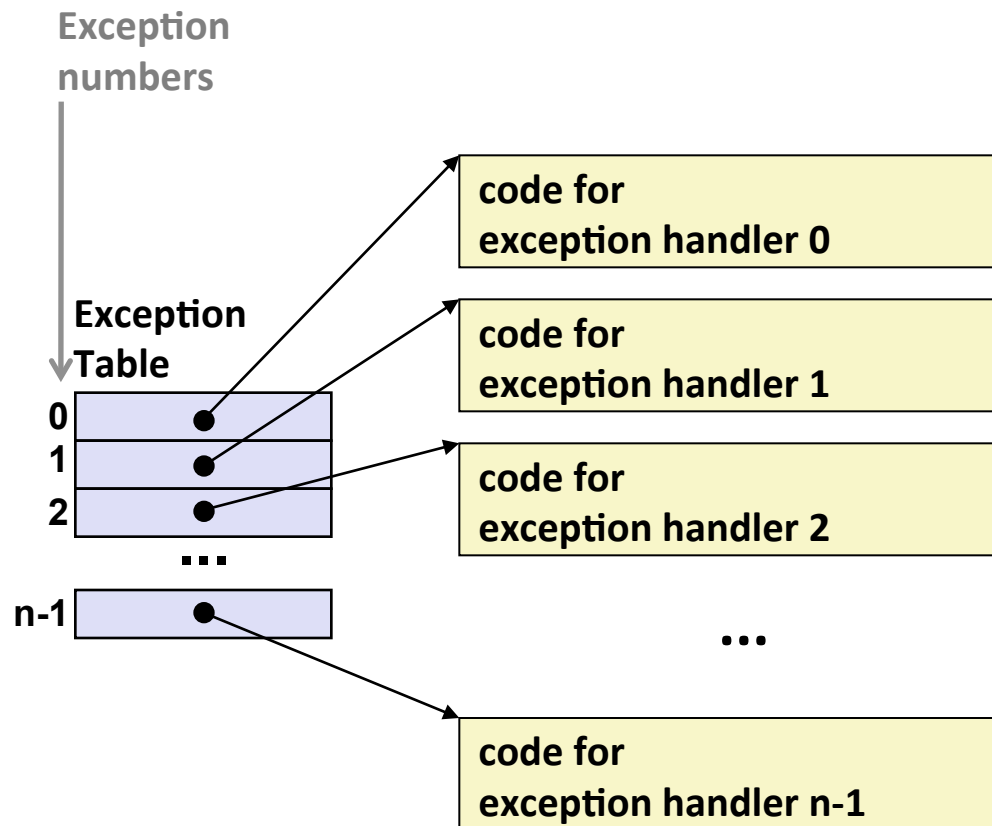 Exception
numbers
code for
exception handler 0
Exception
Table
code for
exception handler 1
0
1
2
code for
exception handler 2
...
n-1
...
code for
exception handler n-1